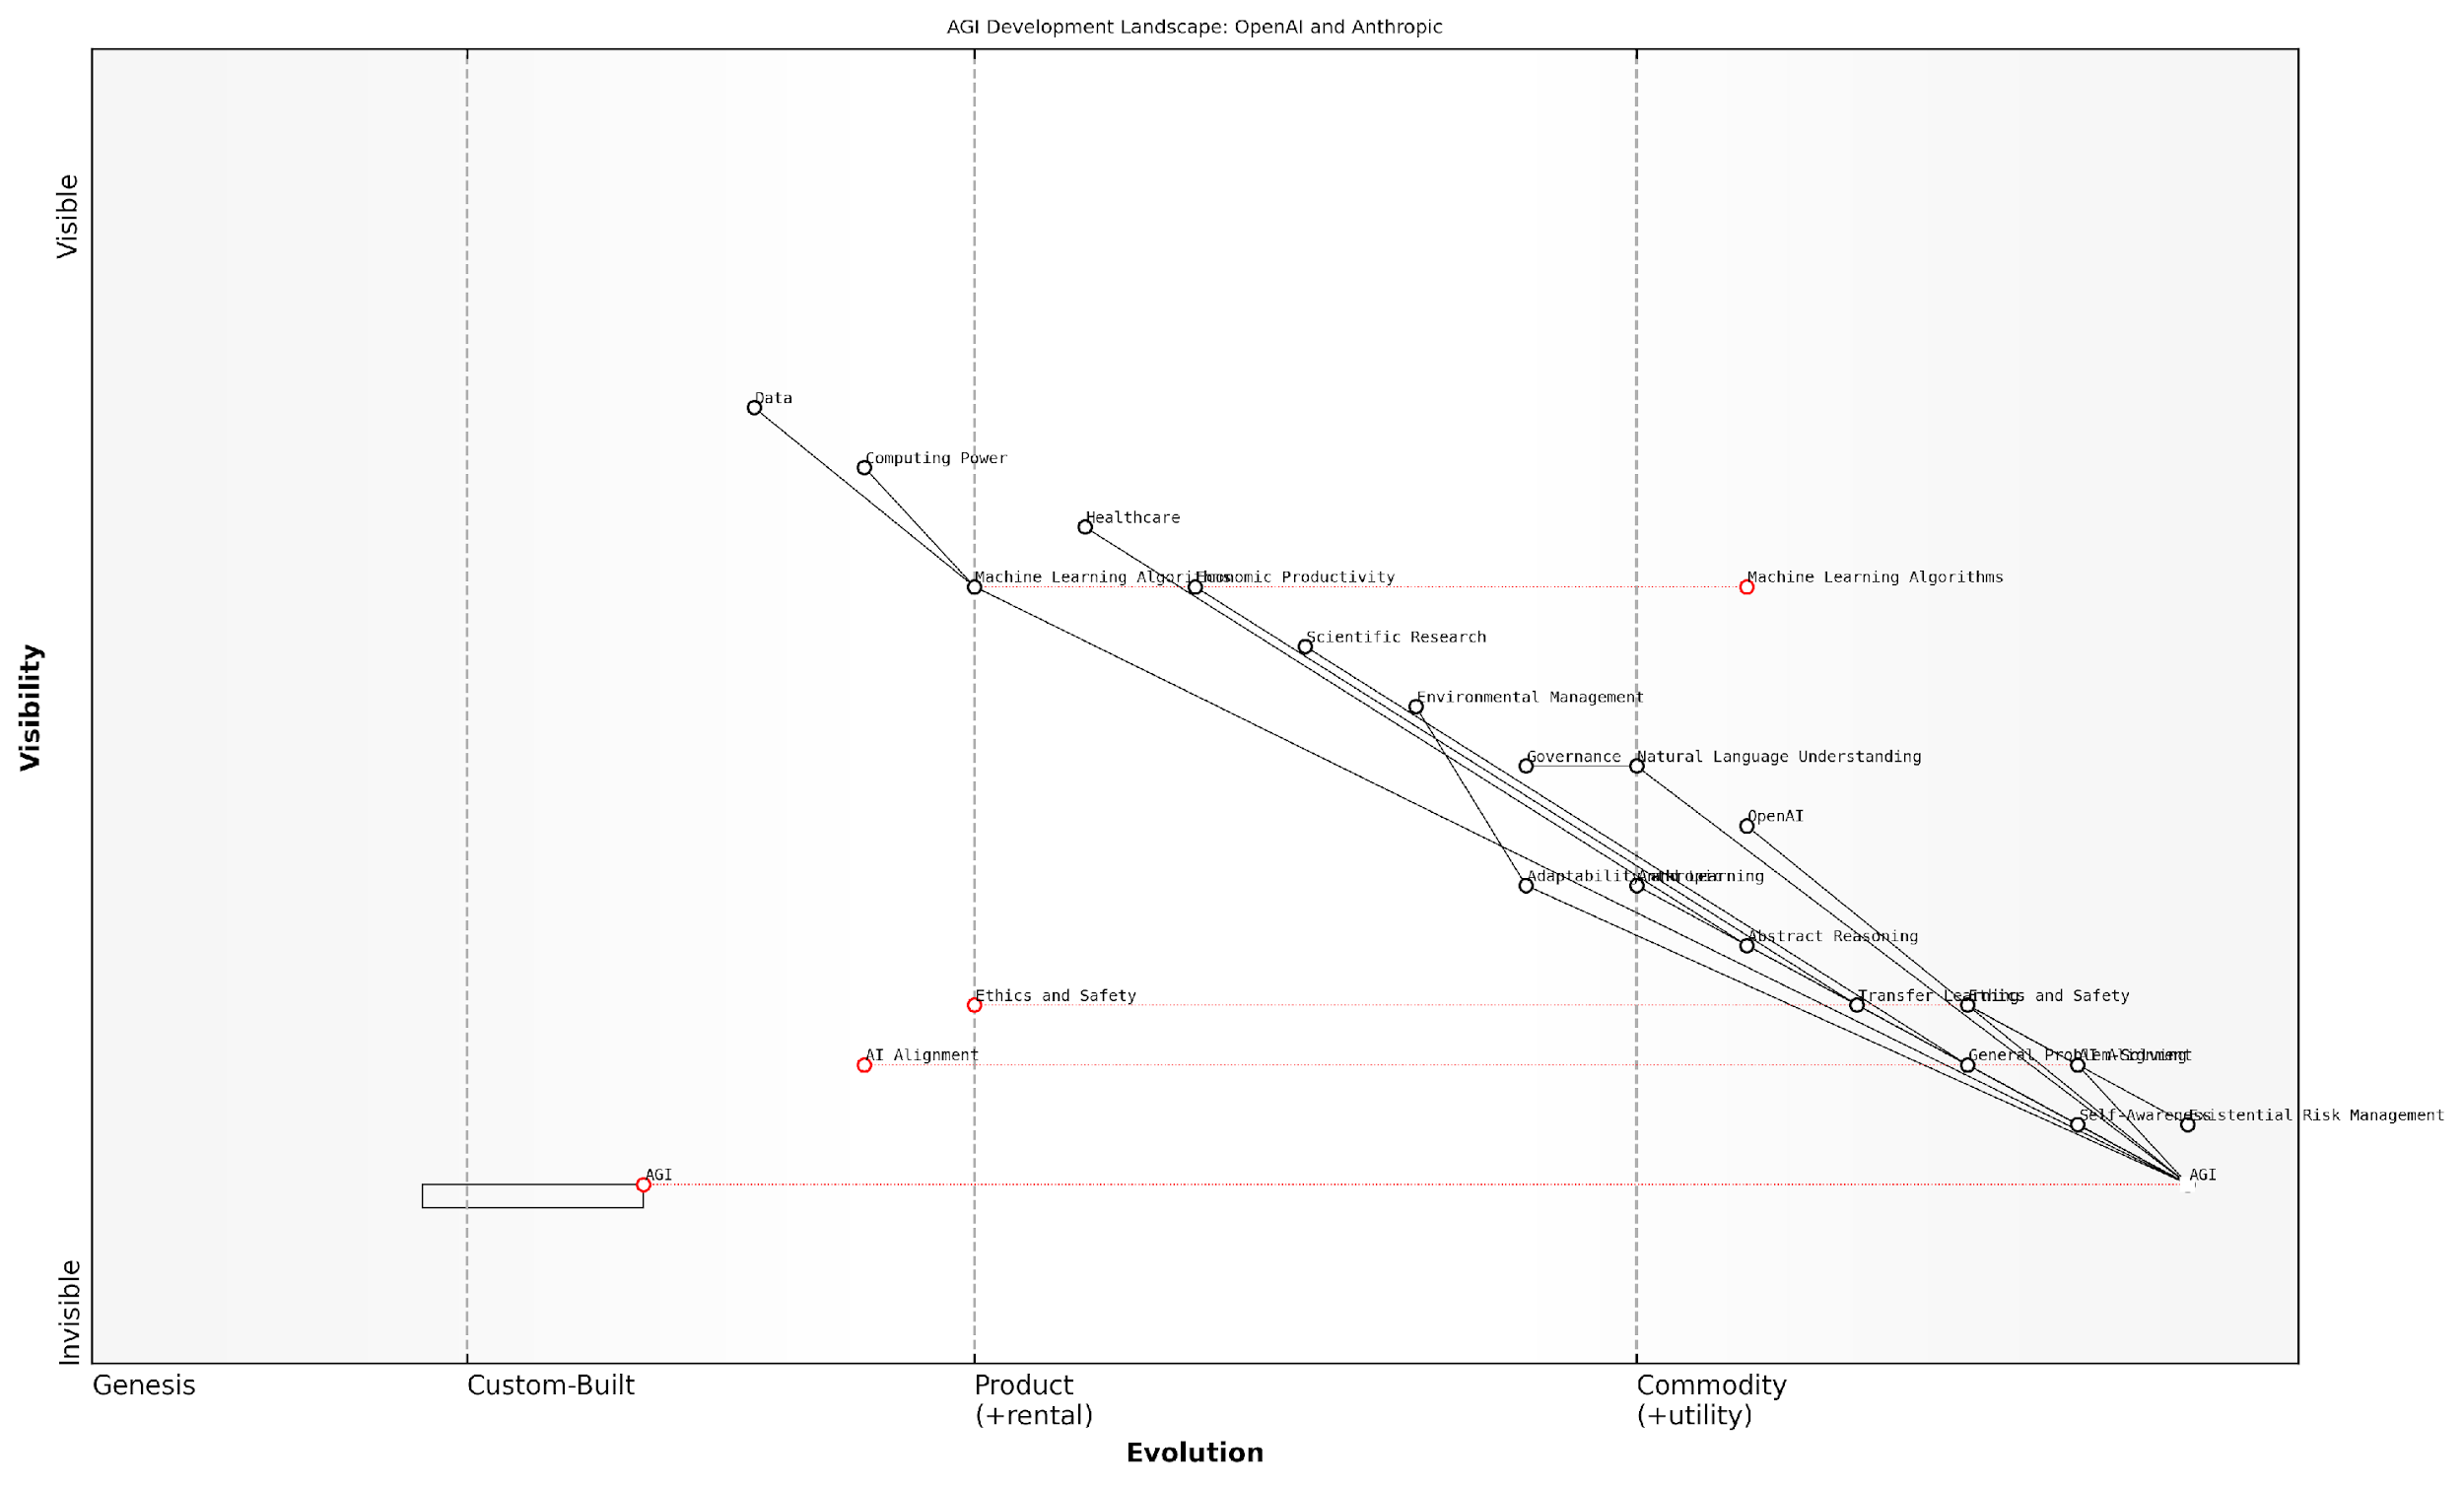 AGI Development Landscape: OpenAI and Anthropic
Visible
Data
Computing Power
Healthcare
Machine Learning Algorithms
Economic Productivity
Machine Learning Algorithms
Scientific Research
Environmental Management
Governance
Natural Language Understanding
Visibility
OpenAI
Adaptability and Learning
Anthropic
Abstract Reasoning
Ethics and Safety
Transfer Learning
Ethics and Safety
AI Alignment
General Problem-Solving
AI Alignment
Self-Awareness
Existential Risk Management
AGI
AGI
Invisible
Genesis
Custom-Built
Product
(+rental)
Commodity
(+utility)
Evolution